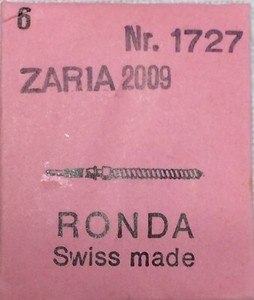 6
Nr. 1727
ZARIA 2009
RONDA
Swiss made